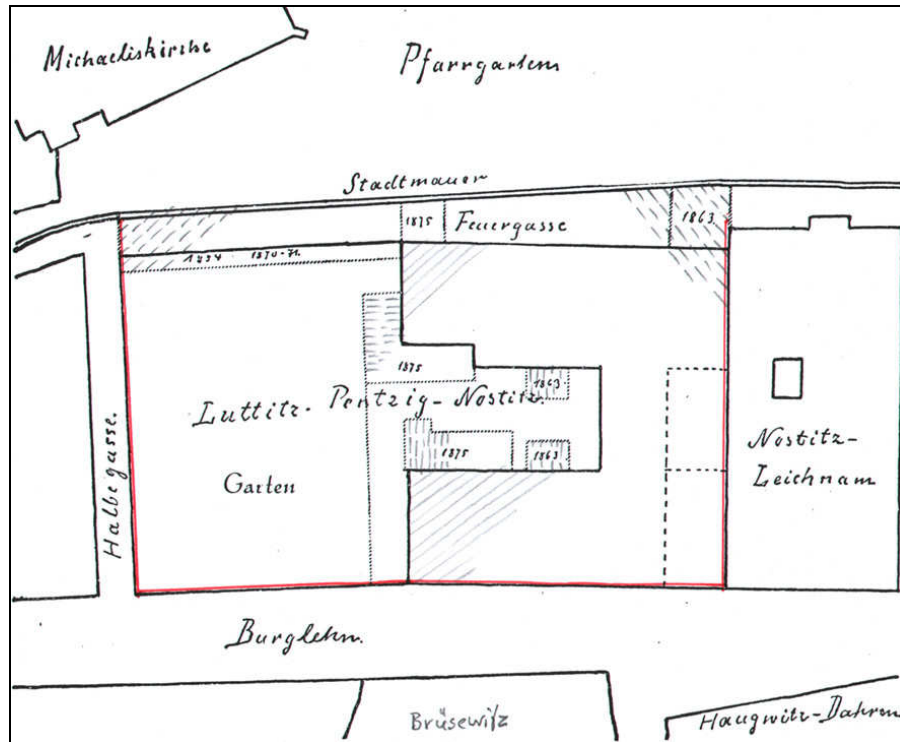 Michaeliskirche
Pfarrgarten
Stadtmauer
1875
Feuergasse
1863.
1870-71.
1875
1863.
Luttitz- Pentzig-Nostitz.
Nostitz-
Leichnam
1875
1863.
Garten
Halbegasse.
Burglehn.
Brüsewitz
Haugwitz-Dahren